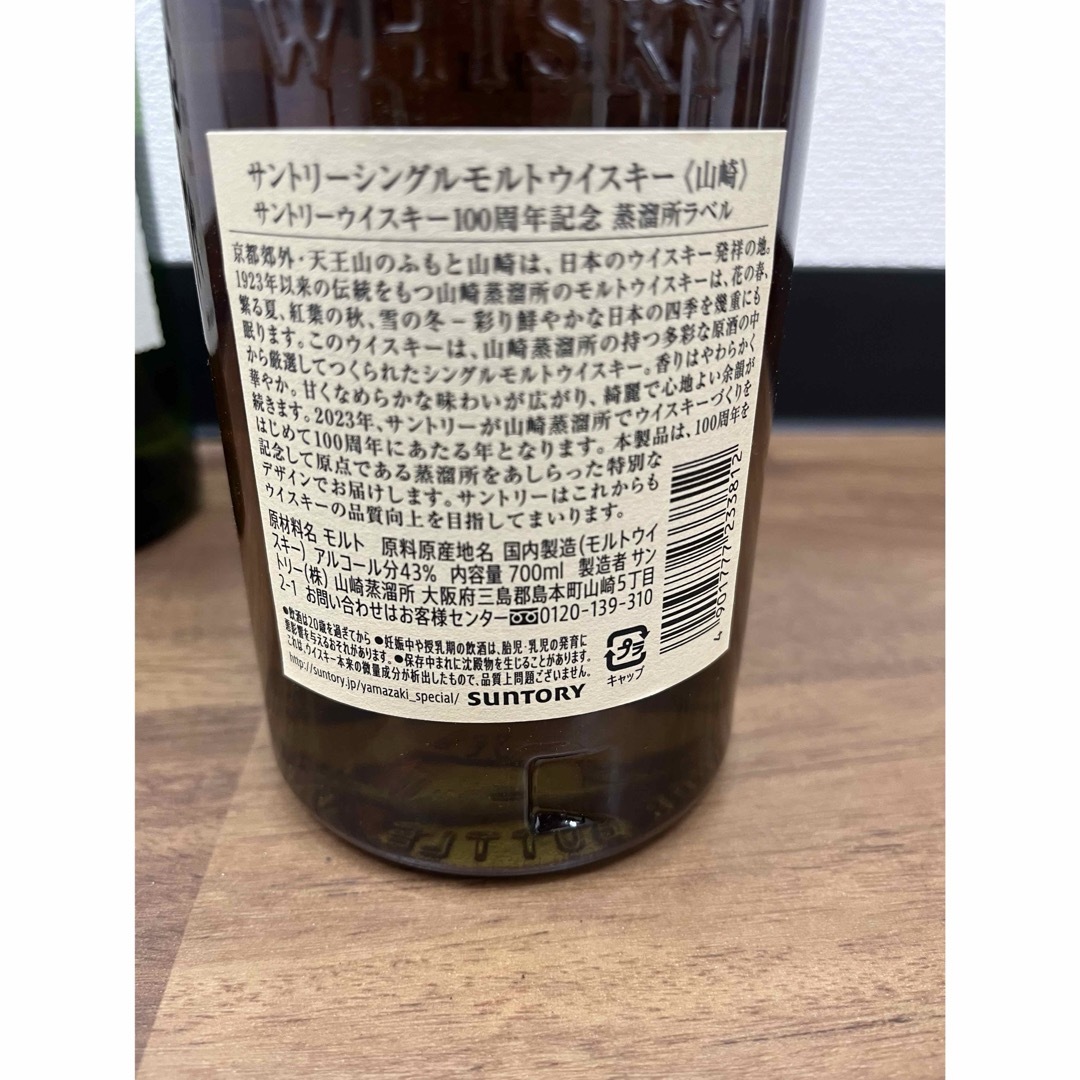 WHISKY
サントリーシングルモルトウイスキー《山崎》
サントリーウイスキー100周年記念 蒸溜所ラベル
京都郊外・天王山のふもと山崎は、日本のウイスキー発祥の地。
1923年以来の伝統をもつ山崎蒸溜所のモルトウイスキーは、花の春、
繁る夏、紅葉の秋、雪の冬－彩り鮮やかな日本の四季を幾重にも
眠ります。このウイスキーは、山崎蒸溜所の持つ多彩な原酒の中
から厳選してつくられたシングルモルトウイスキー。香りはやわらかく
華やか。甘くなめらかな味わいが広がり、綺麗で心地よい余韻が
続きます。2023年、サントリーが山崎蒸溜所でウイスキーづくりを
はじめて100周年にあたる年となります。本製品は、100周年を
記念して原点である蒸溜所をあしらった特別な
デザインでお届けします。サントリーはこれからも
ウイスキーの品質向上を目指してまいります。
原材料名 モルト 原料原産地名 国内製造(モルトウイ
スキー) アルコール分43% 内容量 700ml 製造者 サン
トリー(株) 山崎蒸溜所 大阪府三島郡島本町山崎5丁目
2-1 お問い合わせはお客様センター0120-139-310
●飲酒は20歳を過ぎてから ●妊娠中や授乳期の飲酒は、胎児・乳児の発育に
悪影響を与えるおそれがあります。●保存中まれに沈殿物を生じることがあります。
これは、ウイスキー本来の微量成分が析出したもので、品質上問題ございません。
http://suntory.jp/yamazaki_special/ SUNTORY
プラ
キャップ
4 901777 233812